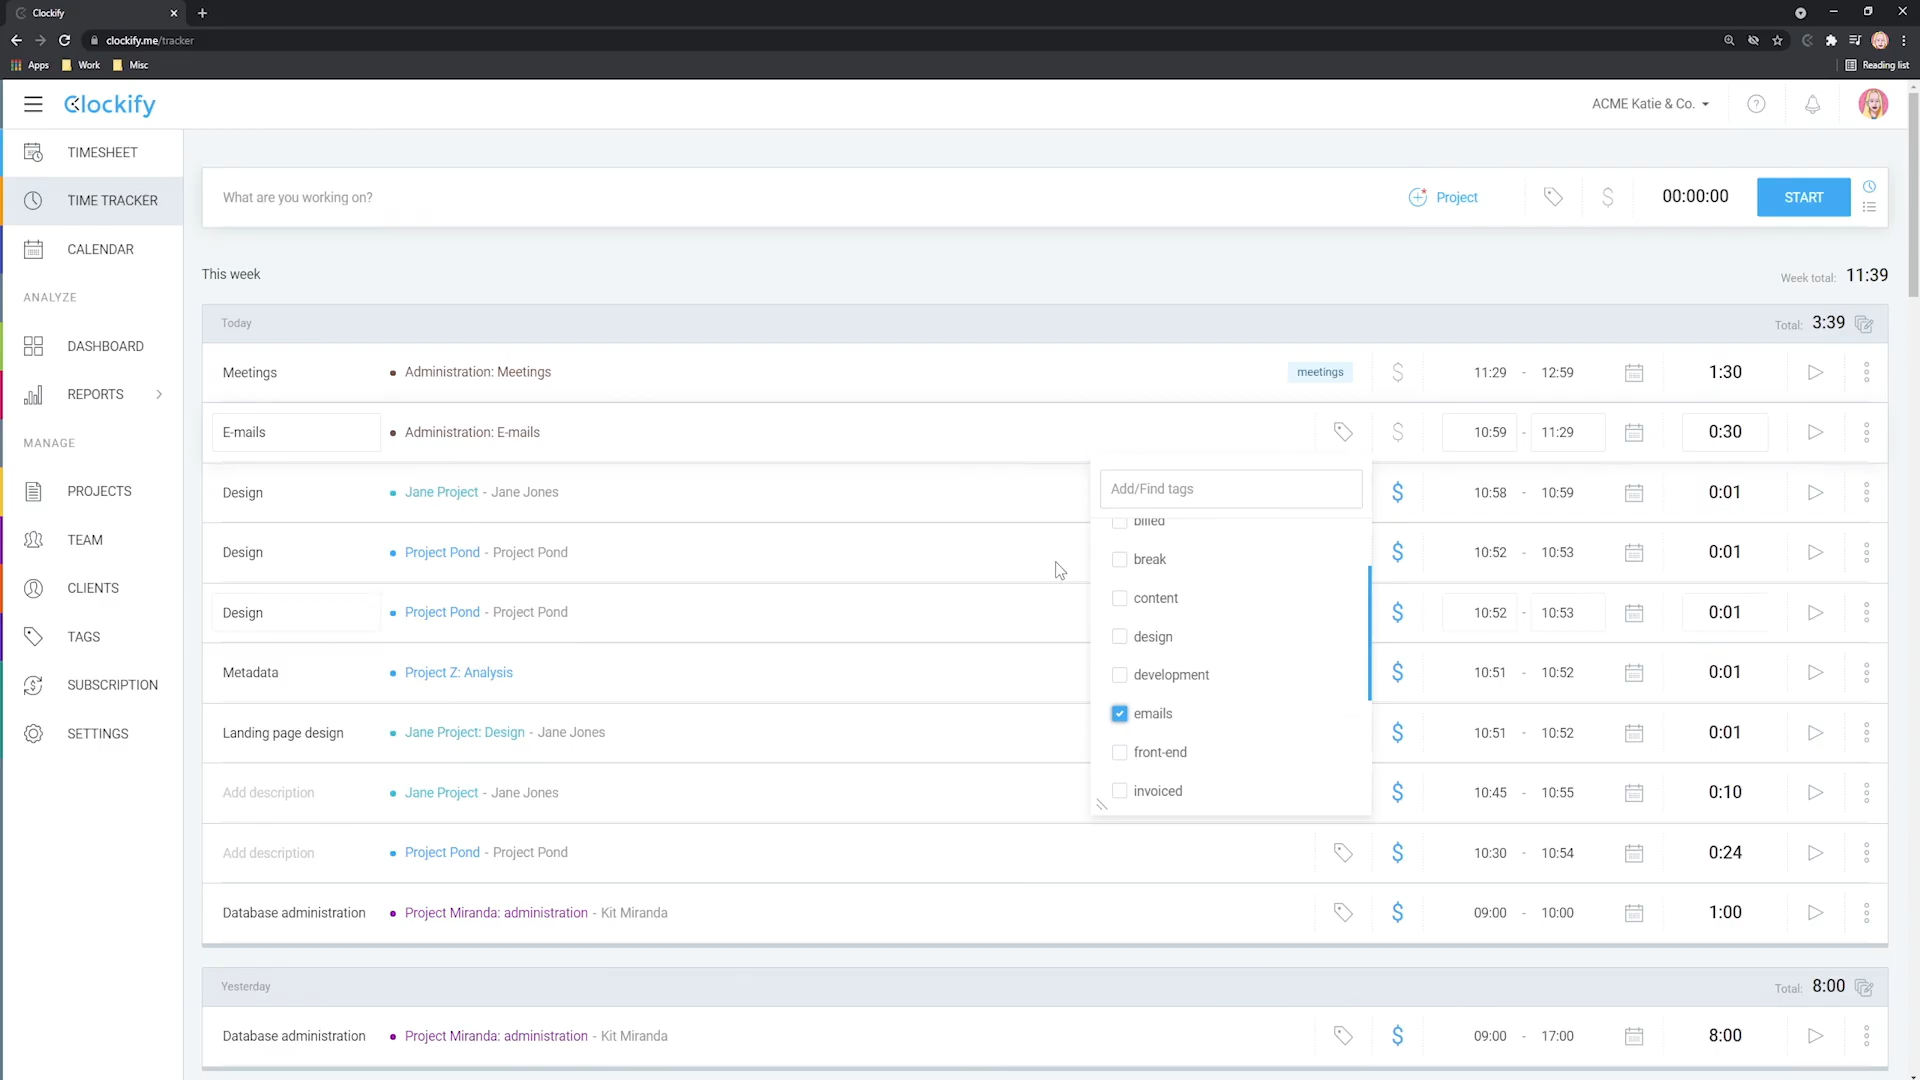 Clockify
clockify.me/tracker
Apps Work Misc Reading list
Clockify ACME Katie & Co.
TIMESHEET
TIME TRACKER
CALENDAR
ANALYZE
DASHBOARD
REPORTS
MANAGE
PROJECTS
TEAM
CLIENTS
TAGS
SUBSCRIPTION
SETTINGS
What are you working on? Project 00:00:00 START
This week Week total: 11:39
Today Total: 3:39
Meetings Administration: Meetings meetings $ 11:29 - 12:59 1:30
E-mails Administration: E-mails $ 10:59 - 11:29 0:30
Design Jane Project - Jane Jones $ 10:58 - 10:59 0:01
Design Project Pond - Project Pond $ 10:52 - 10:53 0:01
Design Project Pond - Project Pond $ 10:52 - 10:53 0:01
Metadata Project Z: Analysis $ 10:51 - 10:52 0:01
Landing page design Jane Project: Design - Jane Jones $ 10:51 - 10:52 0:01
Add description Jane Project - Jane Jones $ 10:45 - 10:55 0:10
Add description Project Pond - Project Pond $ 10:30 - 10:54 0:24
Database administration Project Miranda: administration - Kit Miranda $ 09:00 - 10:00 1:00
Add/Find tags
billed
break
content
design
development
emails
front-end
invoiced
Yesterday Total: 8:00
Database administration Project Miranda: administration - Kit Miranda $ 09:00 - 17:00 8:00